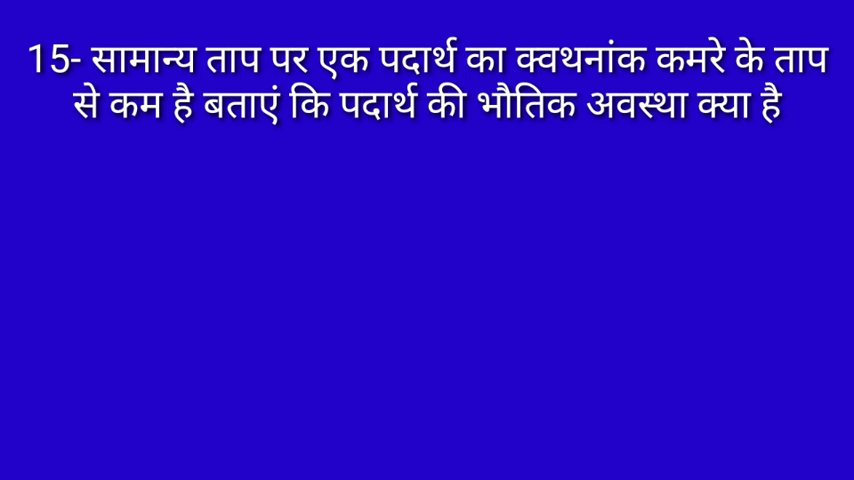 15- सामान्य ताप पर एक पदार्थ का क्वथनांक कमरे के ताप
से कम है बताएं कि पदार्थ की भौतिक अवस्था क्या है